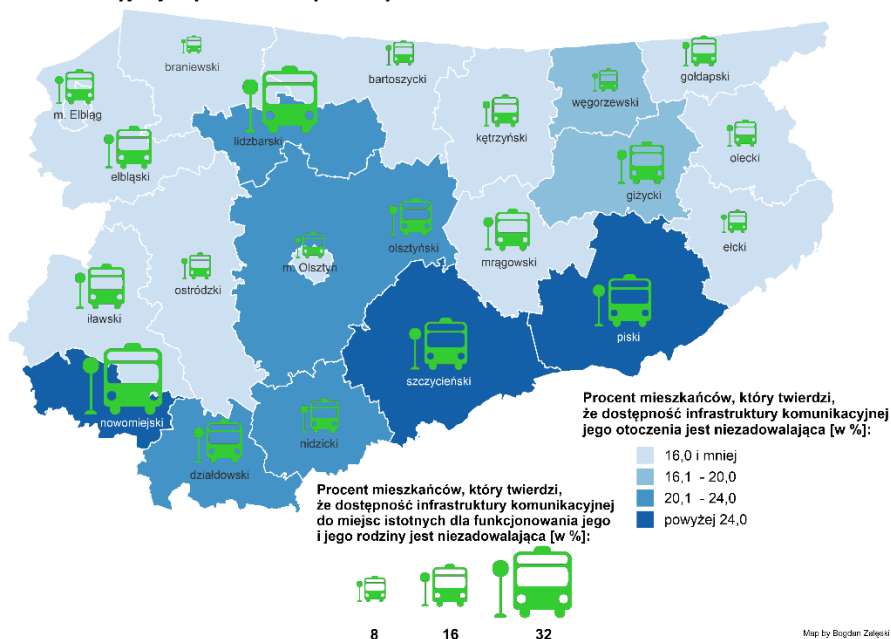 braniewski
bartoszycki
gołdapski
m. Elbląg
węgorzewski
lidzbarski
kętrzyński
olecki
elbląski
giżycki
olsztyński
ełcki
m. Olsztyn
mrągowski
ostródzki
iławski
piski
szczycieński
nowomiejski
nidzicki
działdowski
Procent mieszkańców, który twierdzi,
że dostępność infrastruktury komunikacyjnej
jego otoczenia jest niezadowalająca [w %]:
16,0 i mniej
16,1 - 20,0
20,1 - 24,0
powyżej 24,0
Procent mieszkańców, który twierdzi,
że dostępność infrastruktury komunikacyjnej
do miejsc istotnych dla funkcjonowania jego
i jego rodziny jest niezadowalająca [w %]:
8 16 32
Map by Bogdan Załęski